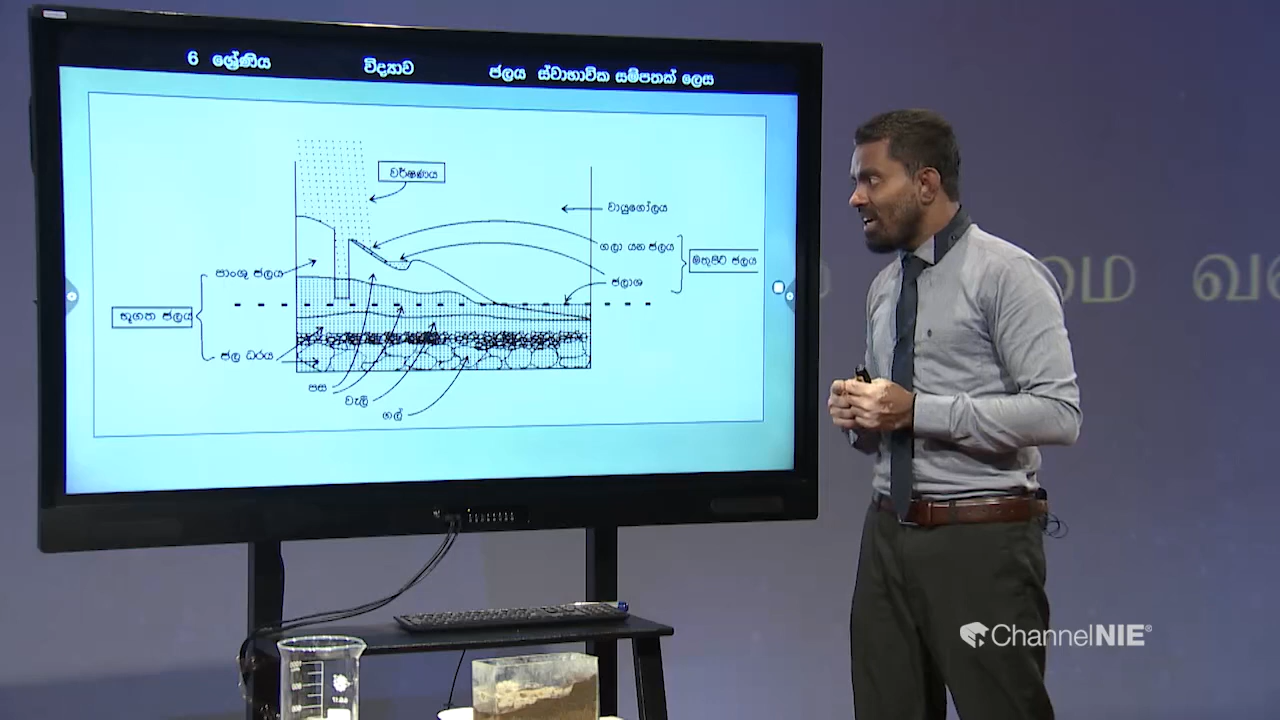 6 ශ්‍රේණිය විද්‍යාව ජලය ස්වාභාවික සම්පතක් ලෙස
වර්ෂණය
වායුගෝලය
ගලා යන ජලය
මතුපිට ජලය
ජලාශ
පාංශු ජලය
භූගත ජලය
ජල ධරය
පස
වැලි
ගල්
ChannelNIE®